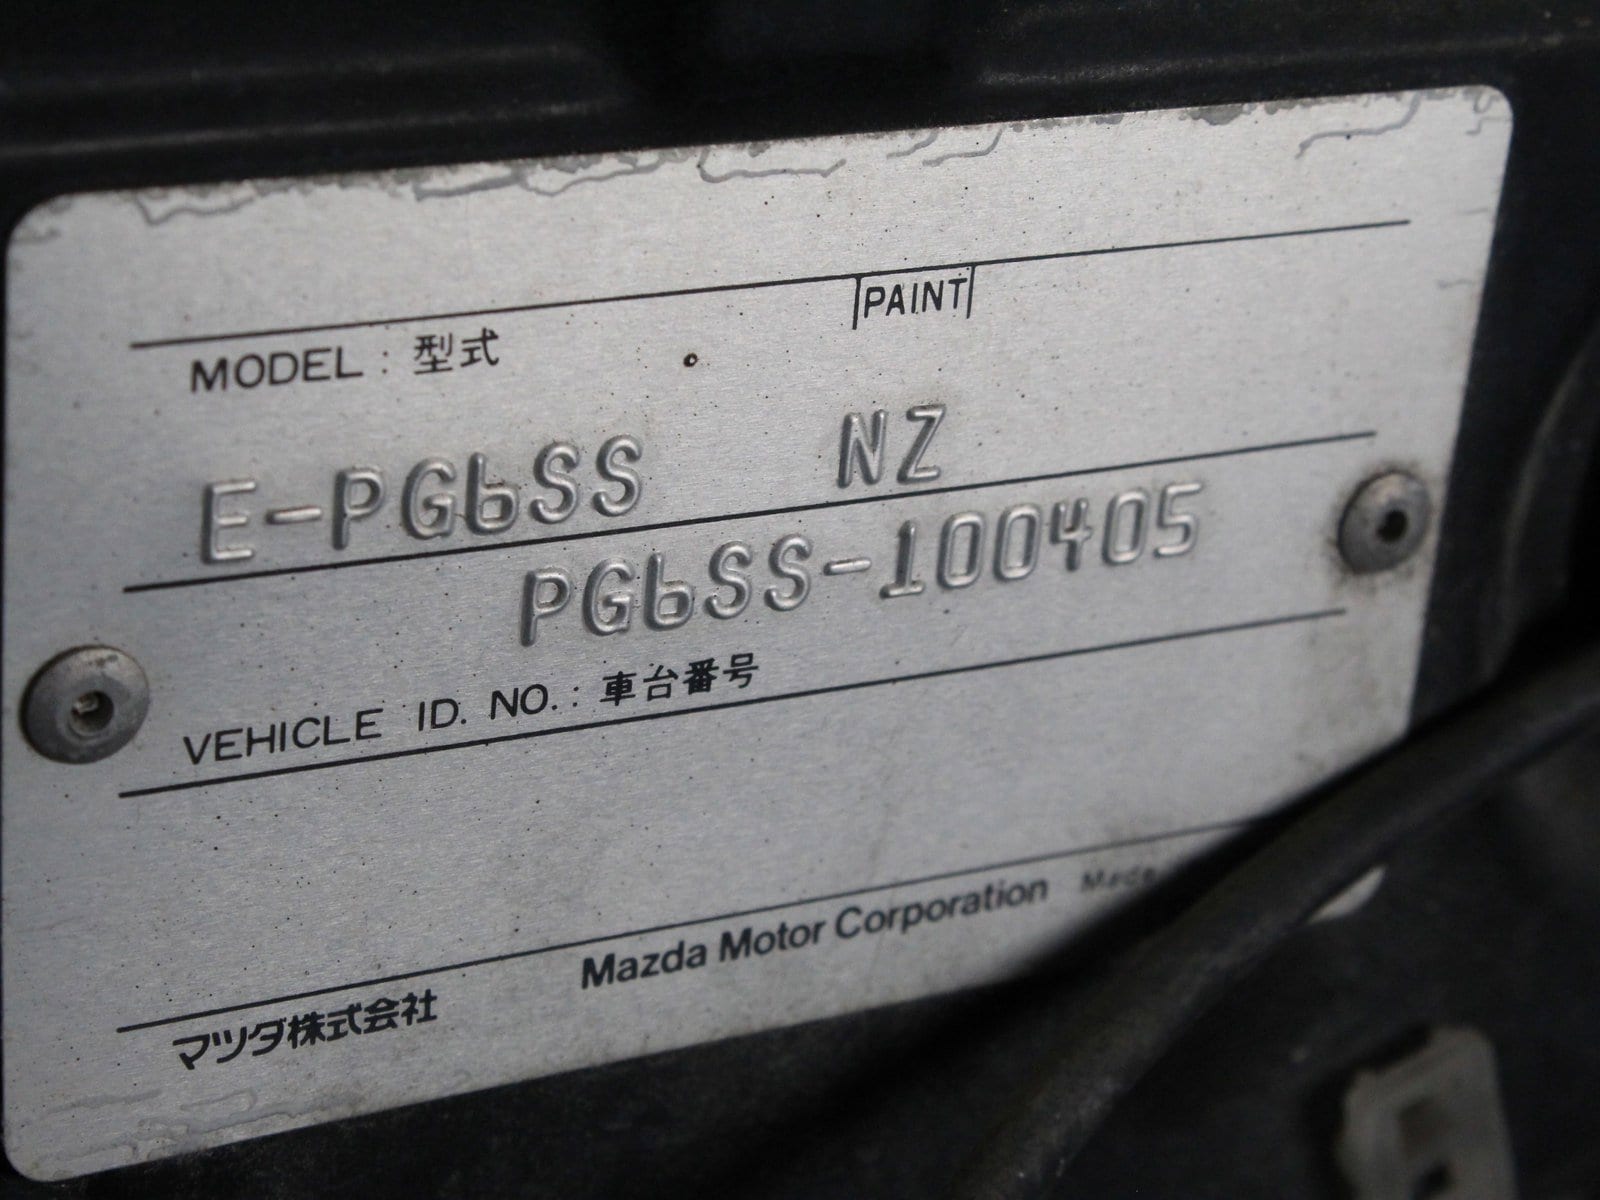 PAINT
MODEL : 型式
E-PG6SS NZ
PG6SS-100405
VEHICLE ID. NO. : 車台番号
マツダ株式会社 Mazda Motor Corporation